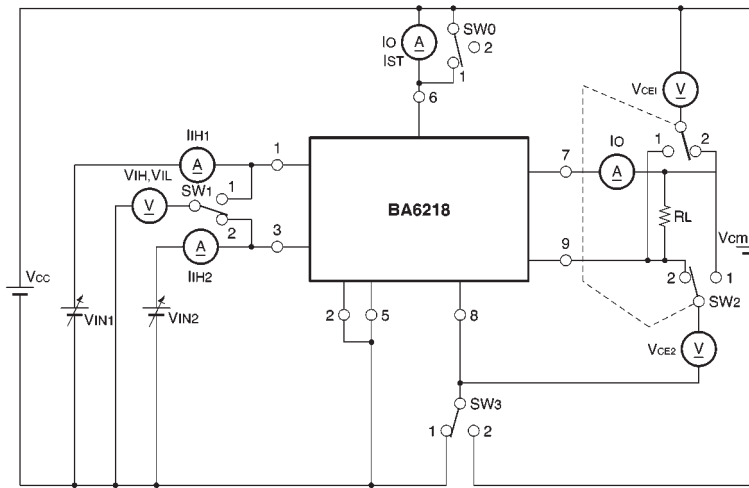 IO
IST
A
SW0
2
1
6
VCE1
V
IIH1
A
1
VIH,VIL
V
SW1
1
2
3
A
IIH2
BA6218
7
IO
A
1
2
RL
Vcm
9
2
1
SW2
VCC
VIN1
VIN2
2
5
8
VCE2
V
SW3
1
2